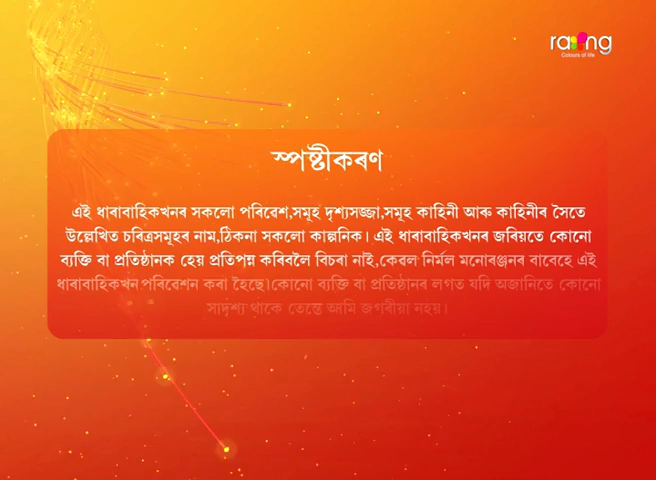 rang
Colours of life
স্পষ্টীকৰণ
এই ধাৰাবাহিকখনৰ সকলো পৰিৱেশ,সমূহ দৃশ্যসজ্জা,সমূহ কাহিনী আৰু কাহিনীৰ সৈতে
উল্লেখিত চৰিত্ৰসমূহৰ নাম,ঠিকনা সকলো কাল্পনিক। এই ধাৰাবাহিকখনৰ জৰিয়তে কোনো
ব্যক্তি বা প্ৰতিষ্ঠানক হেয় প্ৰতিপন্ন কৰিবলৈ বিচৰা নাই,কেৱল নিৰ্মল মনোৰঞ্জনৰ বাবেহে এই
ধাৰাবাহিকখন পৰিৱেশন কৰা হৈছে।কোনো ব্যক্তি বা প্ৰতিষ্ঠানৰ লগত যদি অজানিতে কোনো
সাদৃশ্য থাকে তেন্তে আমি জগৰীয়া নহয়।